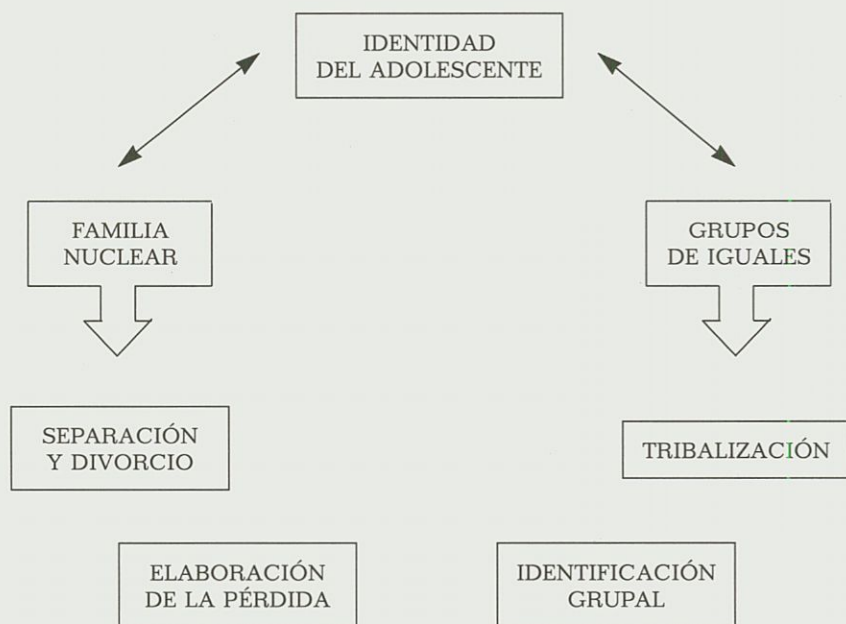 IDENTIDAD
DEL ADOLESCENTE
FAMILIA
NUCLEAR
GRUPOS
DE IGUALES
SEPARACIÓN
Y DIVORCIO
TRIBALIZACIÓN
ELABORACIÓN
DE LA PÉRDIDA
IDENTIFICACIÓN
GRUPAL